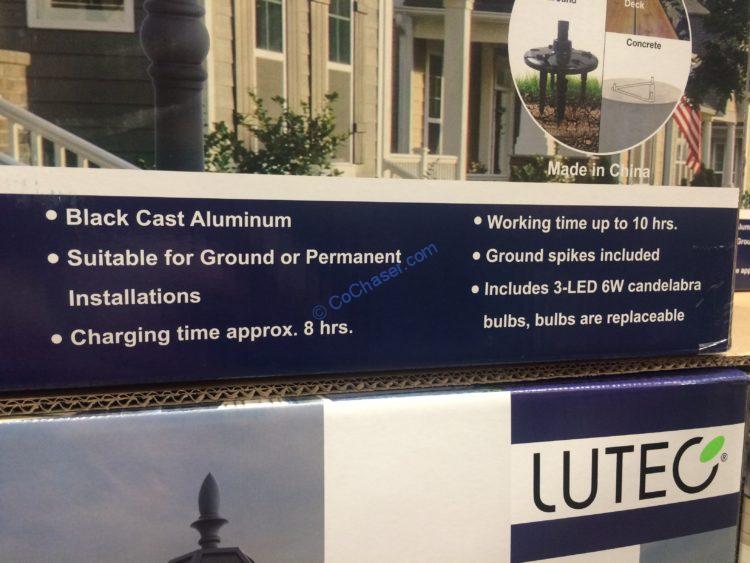 Deck
Concrete
Made in China
• Black Cast Aluminum
• Suitable for Ground or Permanent
Installations
• Charging time approx. 8 hrs.
• Working time up to 10 hrs.
• Ground spikes included
• Includes 3-LED 6W candelabra
bulbs, bulbs are replaceable
© CoChaser.com
LUTEC®